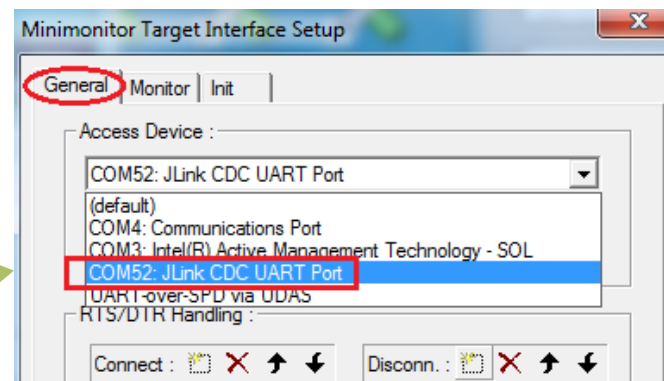 Minimonitor Target Interface Setup
General Monitor Init
Access Device :
COM52: JLink CDC UART Port
(default)
COM4: Communications Port
COM3: Intel(R) Active Management Technology - SOL
COM52: JLink CDC UART Port
UART-over-SPD via UDAS
RTS/DTR Handling :
Connect : Disconn. :